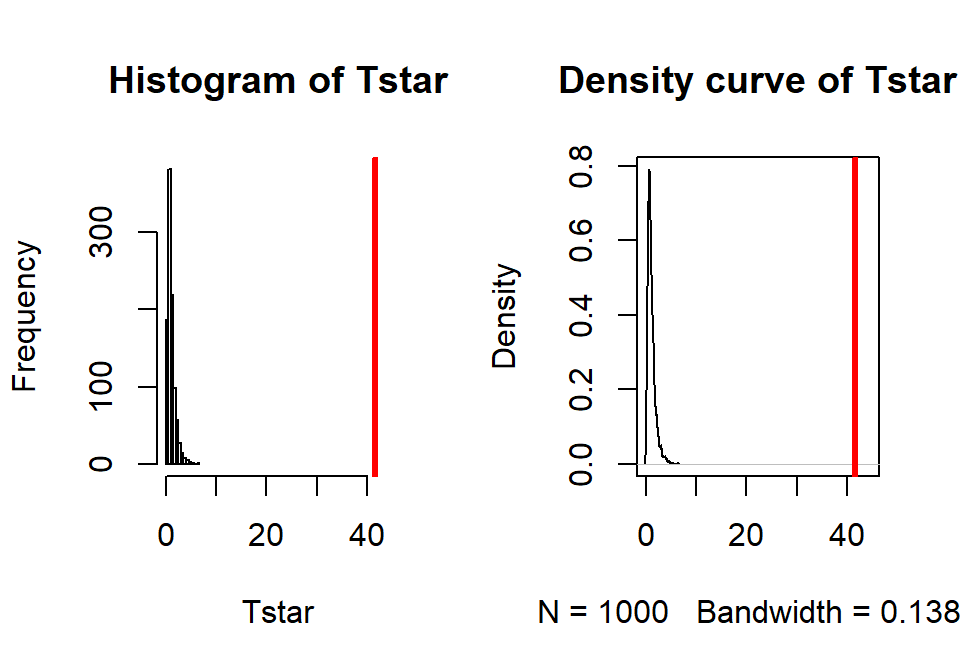 Histogram of Tstar
Frequency
0
100
300
0 20 40
Tstar
Density curve of Tstar
Density
0.0
0.2
0.4
0.6
0.8
0 20 40
N = 1000 Bandwidth = 0.138